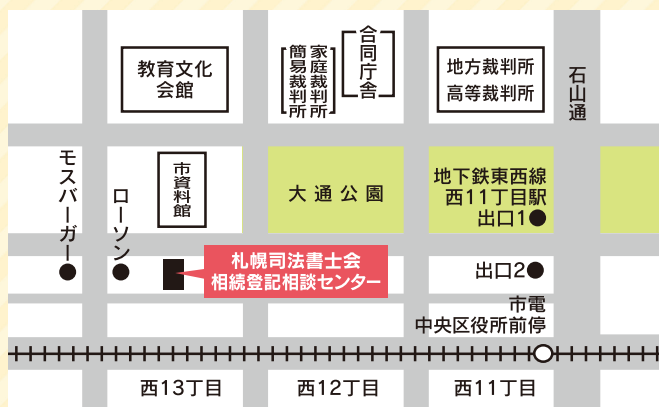 教育文化
会館
家庭裁判所
簡易裁判所
合同庁舎
地方裁判所
高等裁判所
石山通
モスバーガー
ローソン
市資料館
大通公園
地下鉄東西線
西11丁目駅
出口1
札幌司法書士会
相続登記相談センター
出口2
市電
中央区役所前停
西13丁目
西12丁目
西11丁目